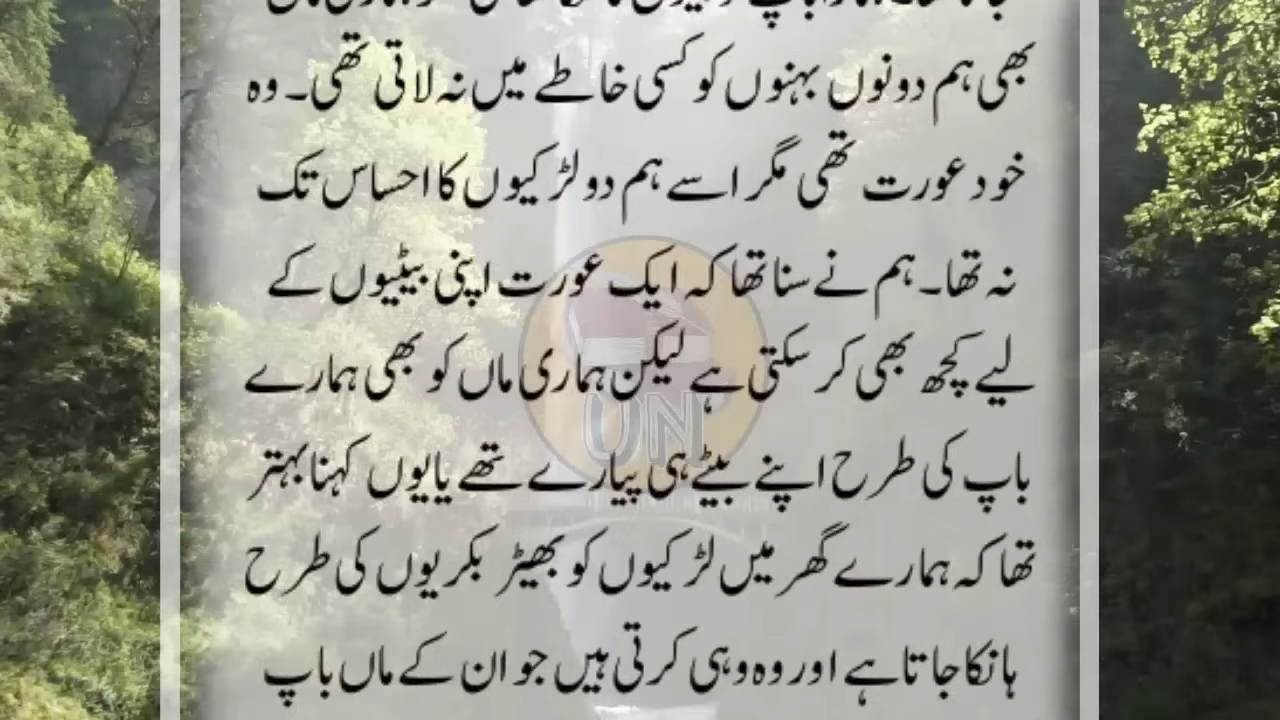 بھی ہم دونوں بہنوں کو کسی خاطے میں نہ لاتی تھی۔ وہ
خود عورت تھی مگر اسے ہم دو لڑکیوں کا احساس تک
نہ تھا۔ ہم نے سنا تھا کہ ایک عورت اپنی بیٹیوں کے
لیے کچھ بھی کر سکتی ہے لیکن ہماری ماں کو بھی ہمارے
باپ کی طرح اپنے بیٹے ہی پیارے تھے یا یوں کہنا بہتر
تھا کہ ہمارے گھر میں لڑکیوں کو بھیڑ بکریوں کی طرح
ہانکا جاتا ہے اور وہ وہی کرتی ہیں جو ان کے ماں باپ
UN